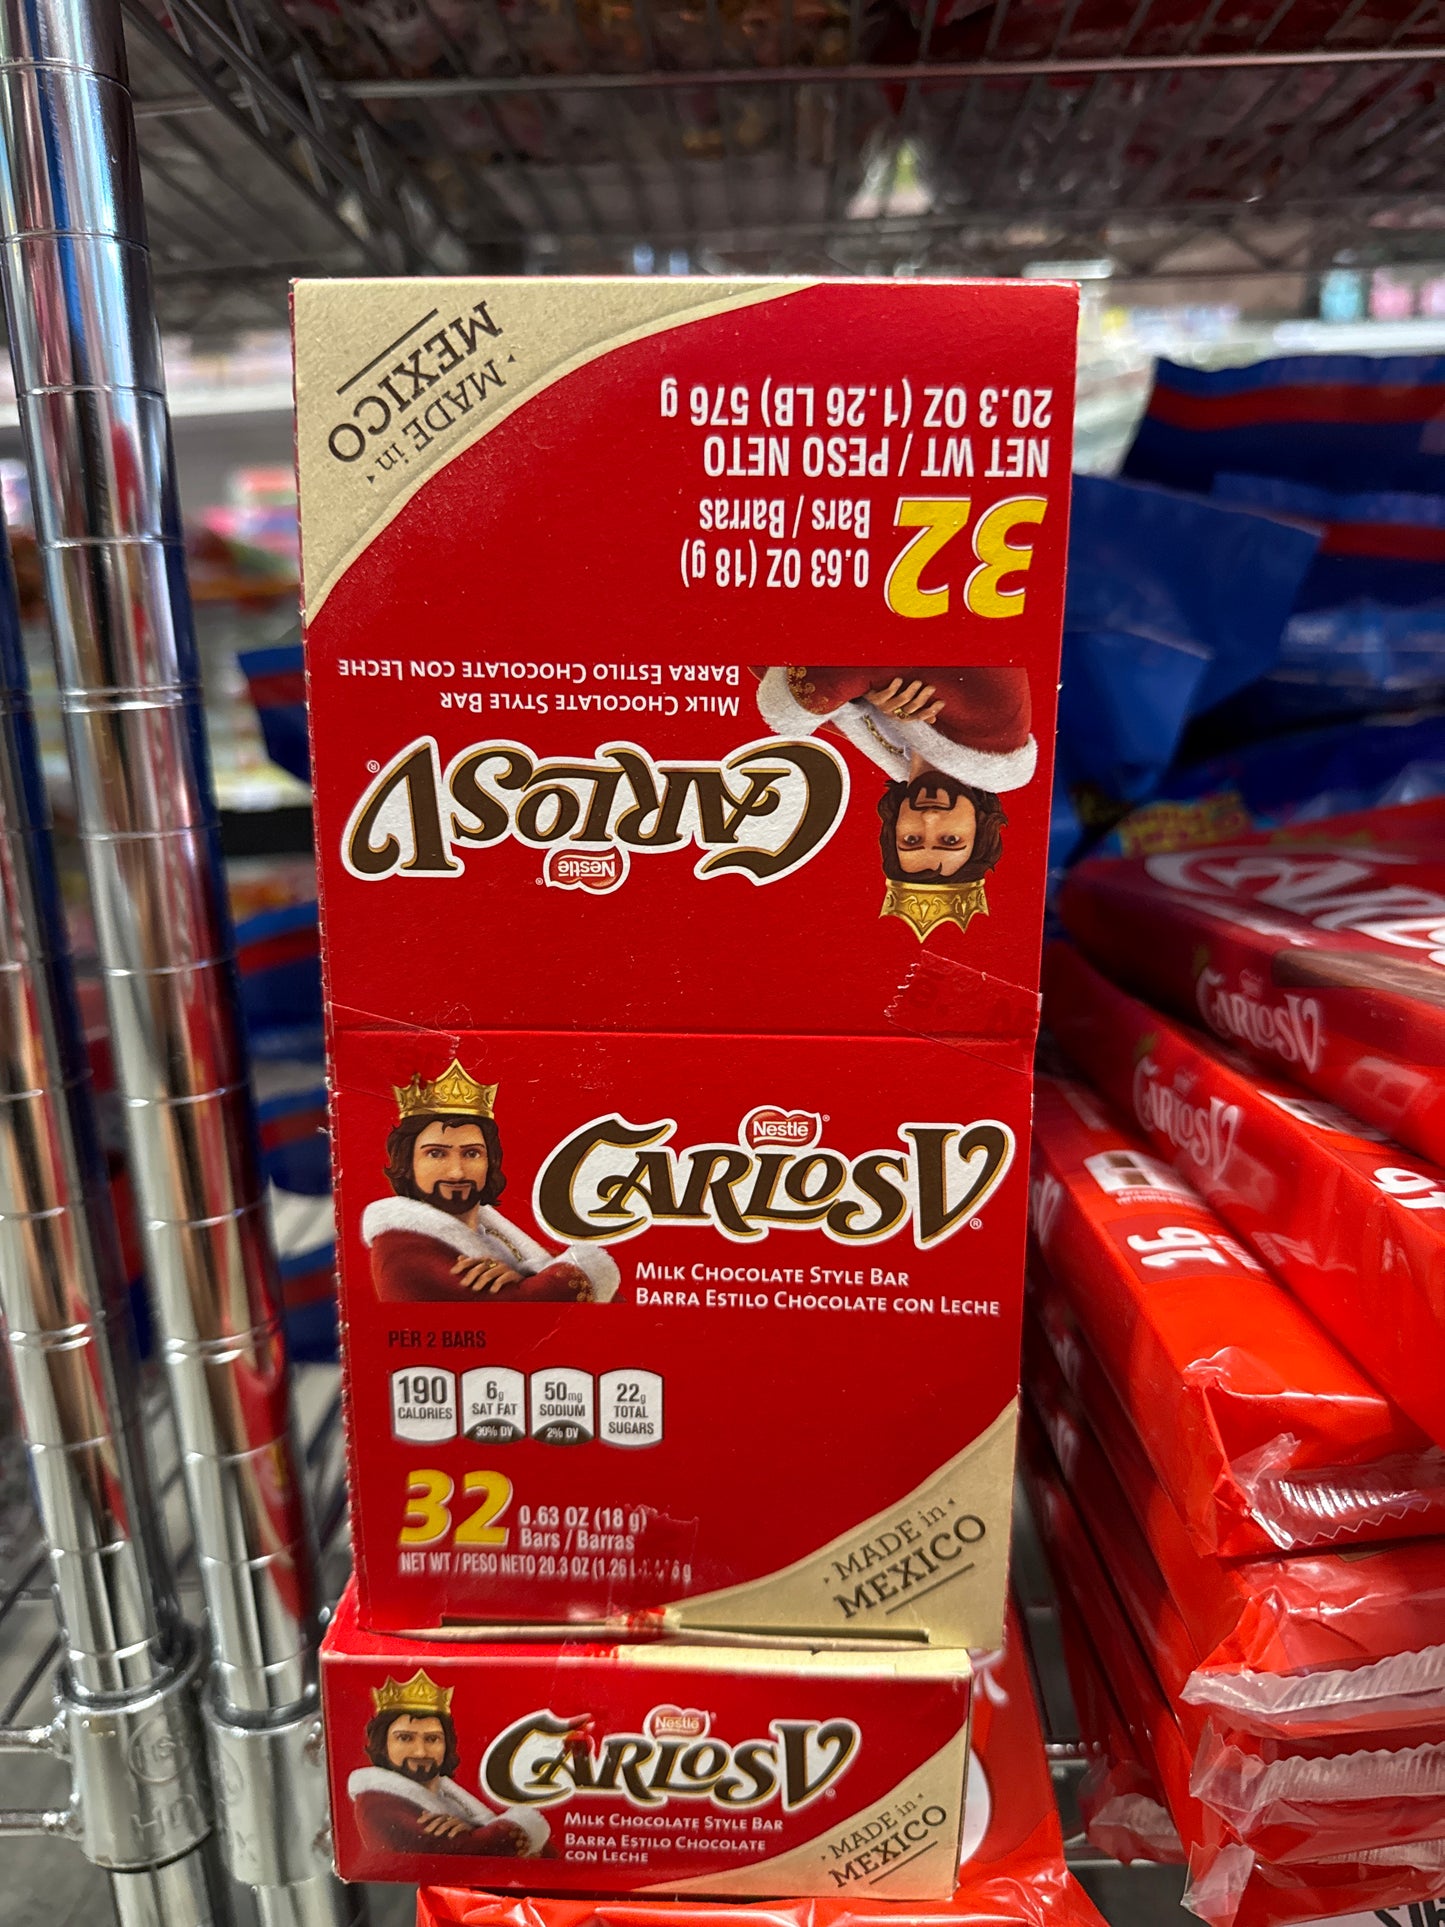 MADE in
MEXICO
20.3 OZ (1.26 LB) 576 g
NET WT / PESO NETO
32
Bars / Barras
0.63 OZ (18 g)
BARRA ESTILO CHOCOLATE CON LECHE
MILK CHOCOLATE STYLE BAR
CARLOS V®
Nestlé®
Nestlé®
CARLOS V®
MILK CHOCOLATE STYLE BAR
BARRA ESTILO CHOCOLATE CON LECHE
PER 2 BARS
190
CALORIES
6g
SAT FAT
30% DV
50mg
SODIUM
2% DV
22g
TOTAL
SUGARS
32
0.63 OZ (18 g)
Bars / Barras
NET WT / PESO NETO 20.3 OZ (1.26
MADE in
MEXICO
Nestlé
CARLOS V
MILK CHOCOLATE STYLE BAR
BARRA ESTILO CHOCOLATE
CON LECHE
MADE in
MEXICO
CARLOS V
CARLOS V
16
16